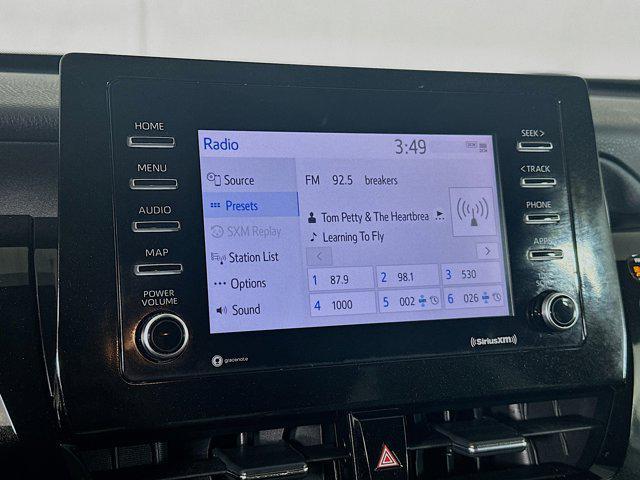 HOME
MENU
AUDIO
MAP
POWER
VOLUME
gracenote
Radio
3:49
Source
Presets
SXM Replay
Station List
Options
Sound
FM 92.5 breakers
Tom Petty & The Heartbrea
Learning To Fly
1 87.9
2 98.1
3 530
4 1000
5 002
6 026
SEEK >
< TRACK
PHONE
APPS
((SiriusXM))